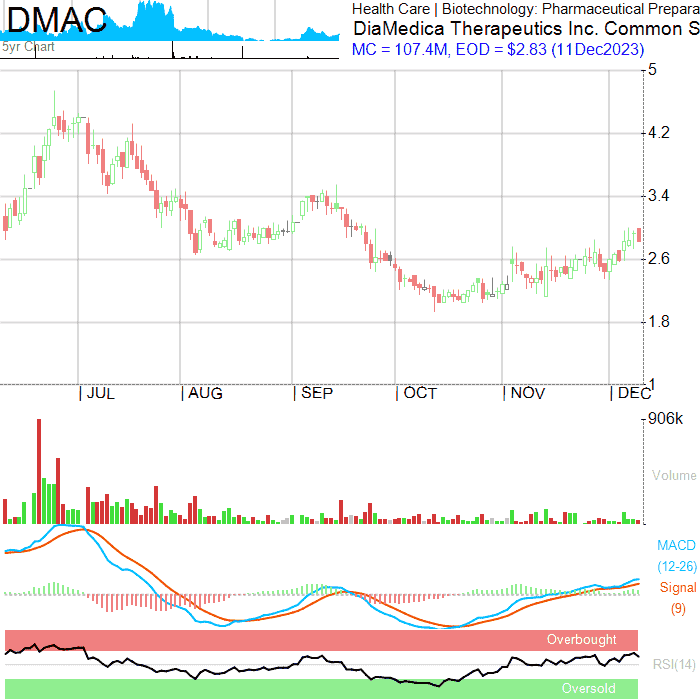 DMAC
5yr Chart
Health Care | Biotechnology: Pharmaceutical Prepara
DiaMedica Therapeutics Inc. Common S
MC = 107.4M, EOD = $2.83 (11Dec2023)
5
4.2
3.4
2.6
1.8
1
JUL
AUG
SEP
OCT
NOV
DEC
906k
Volume
MACD
(12-26)
Signal
(9)
Overbought
RSI(14)
Oversold